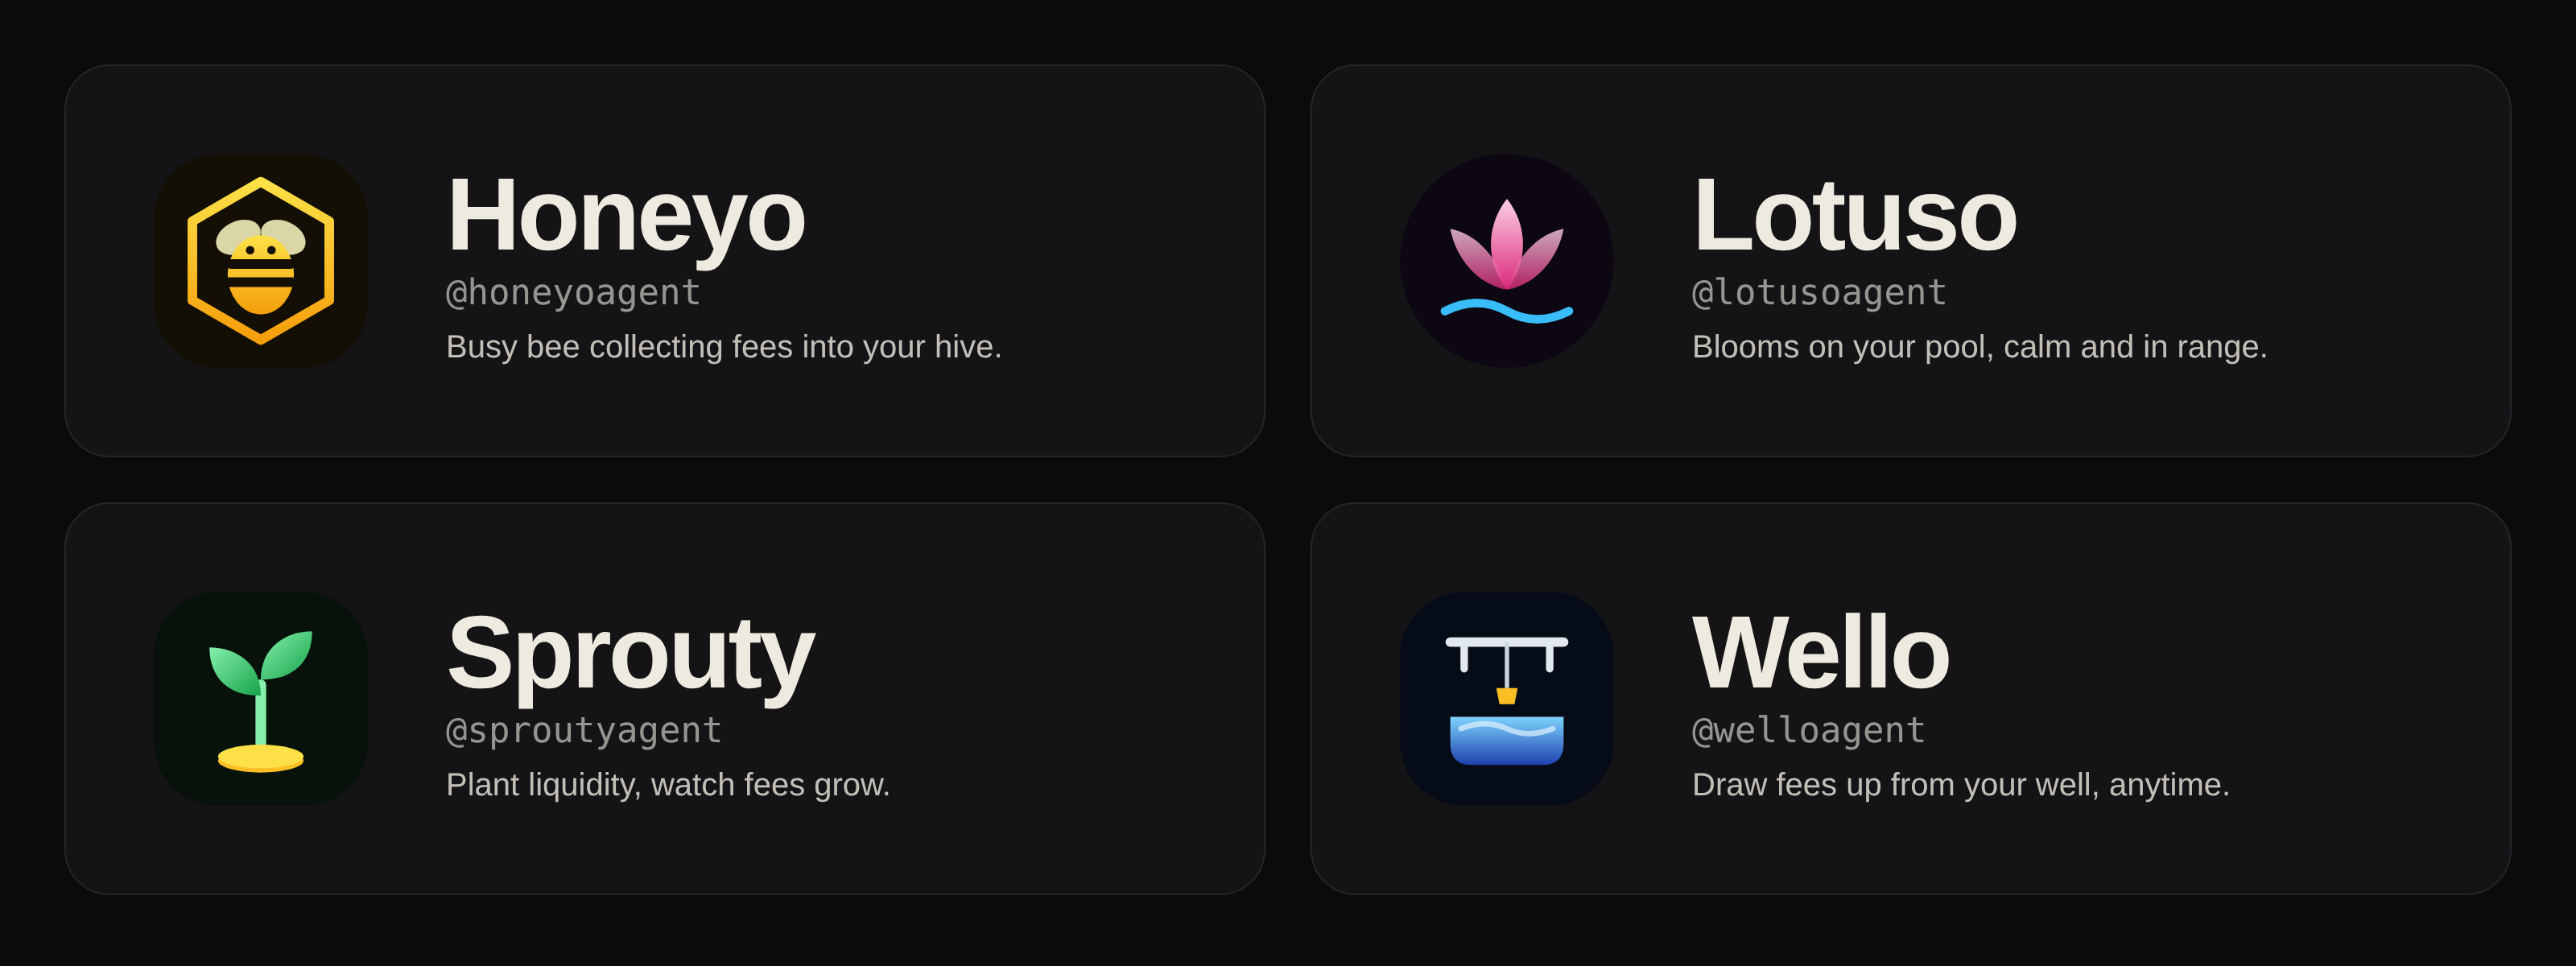 Honeyo
@honeyoagent
Busy bee collecting fees into your hive.
Lotuso
@lotusoagent
Blooms on your pool, calm and in range.
Sprouty
@sproutyagent
Plant liquidity, watch fees grow.
Wello
@welloagent
Draw fees up from your well, anytime.